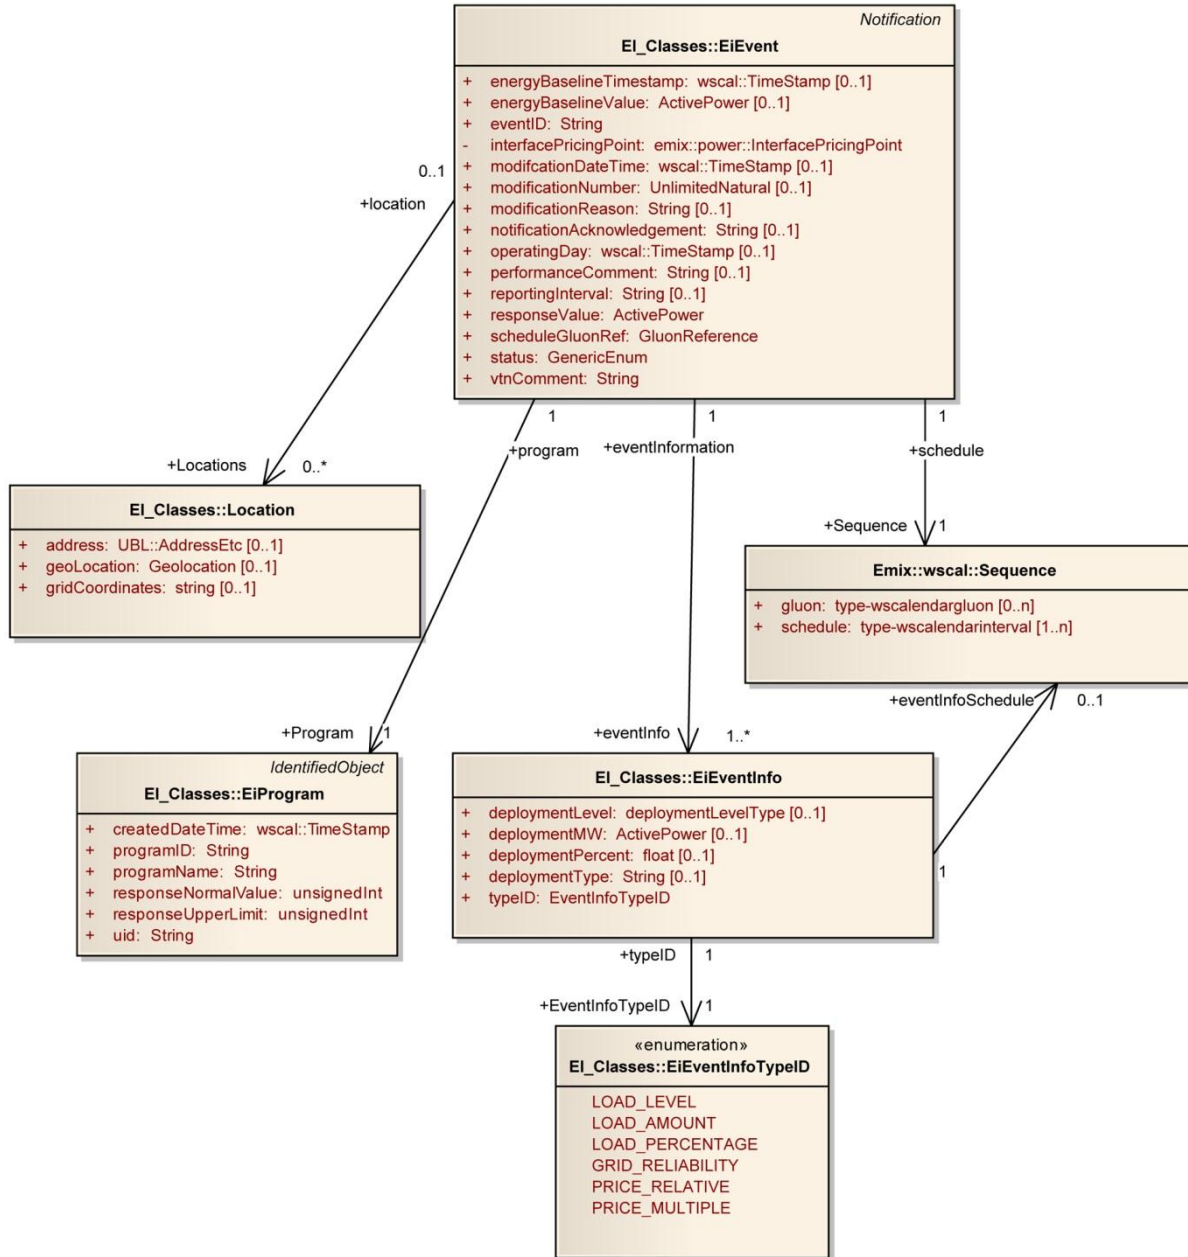 Notification
EI_Classes::EiEvent
+ energyBaselineTimestamp: wscal::TimeStamp [0..1]
+ energyBaselineValue: ActivePower [0..1]
+ eventID: String
- interfacePricingPoint: emix::power::InterfacePricingPoint
+ modifcationDateTime: wscal::TimeStamp [0..1]
+ modificationNumber: UnlimitedNatural [0..1]
+ modificationReason: String [0..1]
+ notificationAcknowledgement: String [0..1]
+ operatingDay: wscal::TimeStamp [0..1]
+ performanceComment: String [0..1]
+ reportingInterval: String [0..1]
+ responseValue: ActivePower
+ scheduleGluonRef: GluonReference
+ status: GenericEnum
+ vtnComment: String
0..1
+location
1
+program
1
+eventInformation
1
+schedule
+Locations
0..*
EI_Classes::Location
+ address: UBL::AddressEtc [0..1]
+ geoLocation: Geolocation [0..1]
+ gridCoordinates: string [0..1]
+Sequence
1
Emix::wscal::Sequence
+ gluon: type-wscalendargluon [0..n]
+ schedule: type-wscalendarinterval [1..n]
+eventInfoSchedule
0..1
+Program
1
IdentifiedObject
EI_Classes::EiProgram
+ createdDateTime: wscal::TimeStamp
+ programID: String
+ programName: String
+ responseNormalValue: unsignedInt
+ responseUpperLimit: unsignedInt
+ uid: String
+eventInfo
1..*
EI_Classes::EiEventInfo
+ deploymentLevel: deploymentLevelType [0..1]
+ deploymentMW: ActivePower [0..1]
+ deploymentPercent: float [0..1]
+ deploymentType: String [0..1]
+ typeID: EventInfoTypeID
1
+typeID
1
+EventInfoTypeID
1
«enumeration»
EI_Classes::EiEventInfoTypeID
LOAD_LEVEL
LOAD_AMOUNT
LOAD_PERCENTAGE
GRID_RELIABILITY
PRICE_RELATIVE
PRICE_MULTIPLE